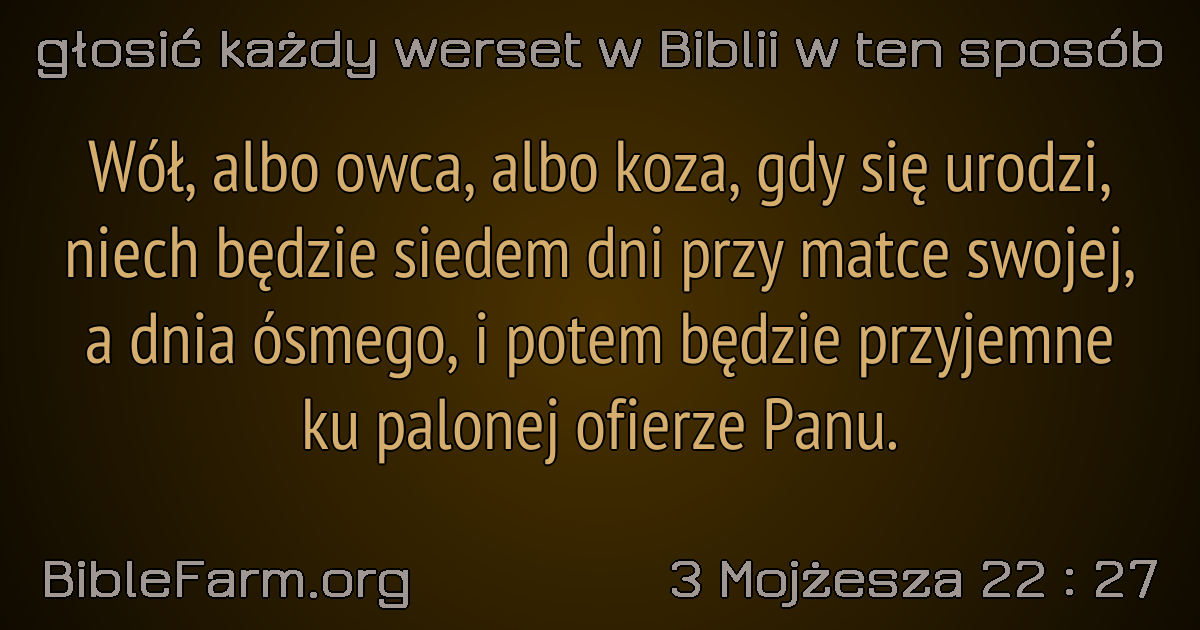 głosić każdy werset w Biblii w ten sposób
Wół, albo owca, albo koza, gdy się urodzi,
niech będzie siedem dni przy matce swojej,
a dnia ósmego, i potem będzie przyjemne
ku palonej ofierze Panu.
BibleFarm.org
3 Mojżesza 22 : 27